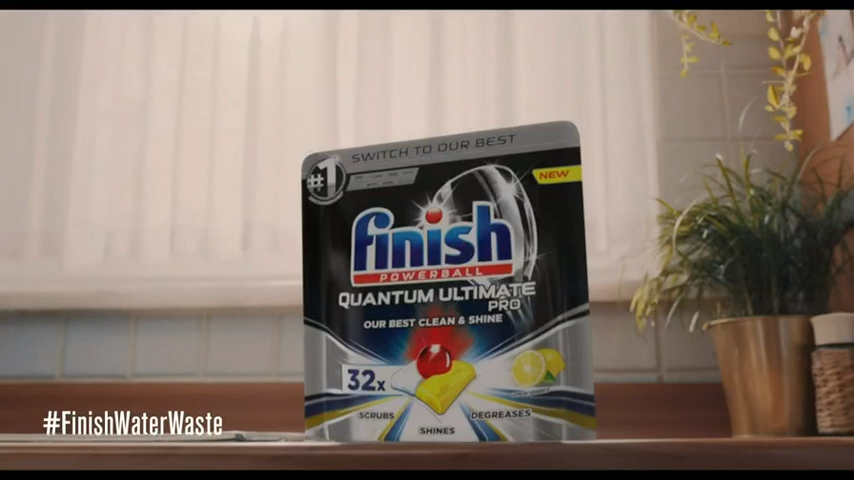 SWITCH TO OUR BEST
#1
NEW
finish
POWERBALL
QUANTUM ULTIMATE
PRO
OUR BEST CLEAN & SHINE
32x
SCRUBS
DEGREASES
SHINES
#FinishWaterWaste